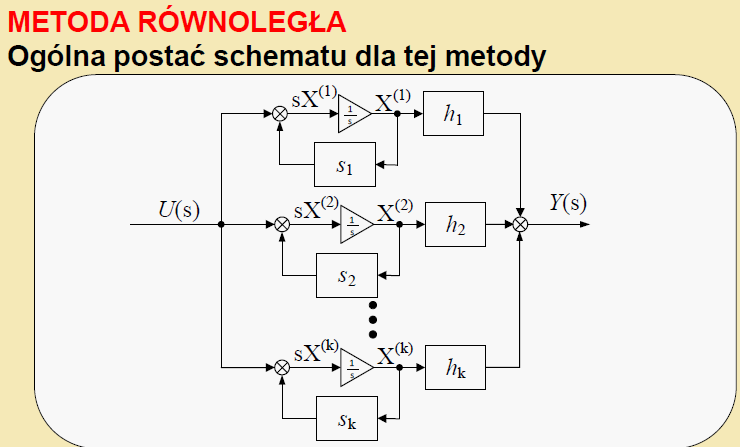 METODA RÓWNOLEGŁA
Ogólna postać schematu dla tej metody
sX(1) 1/s X(1) h1
s1
U(s) sX(2) 1/s X(2) h2 Y(s)
s2
sX(k) 1/s X(k) hk
sk